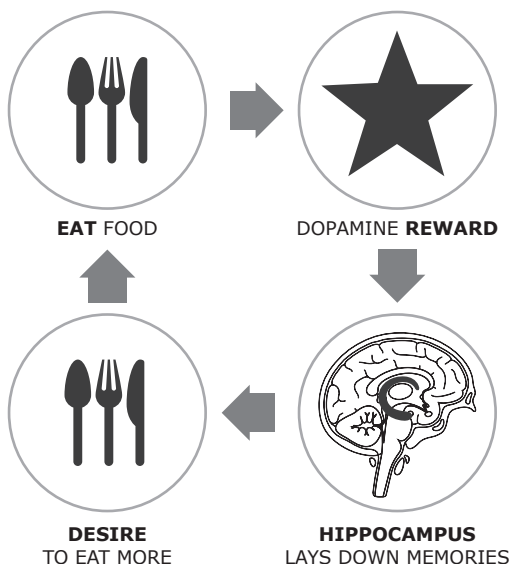 EAT FOOD
DOPAMINE REWARD
DESIRE
TO EAT MORE
HIPPOCAMPUS
LAYS DOWN MEMORIES